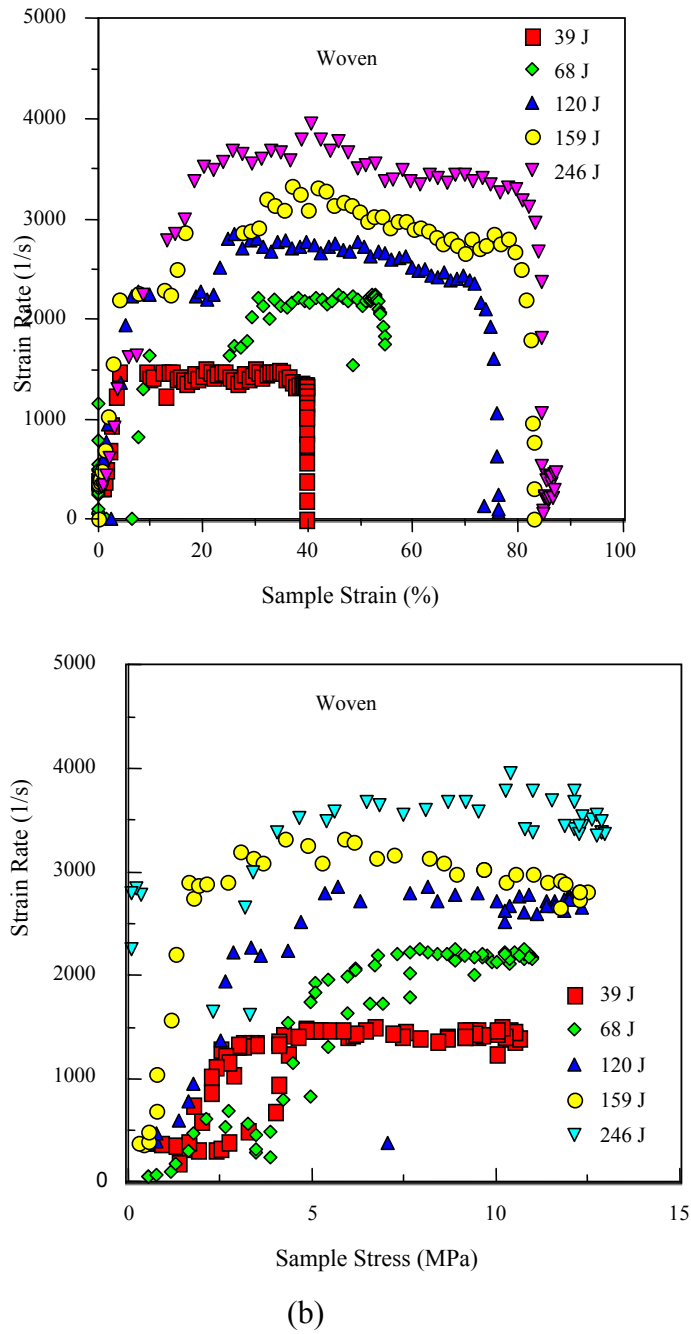 5000
4000
3000
2000
1000
0
Strain Rate (1/s)
Woven
39 J
68 J
120 J
159 J
246 J
0
20
40
60
80
100
Sample Strain (%)
5000
4000
3000
2000
1000
0
Strain Rate (1/s)
Woven
39 J
68 J
120 J
159 J
246 J
0
5
10
15
Sample Stress (MPa)
(b)